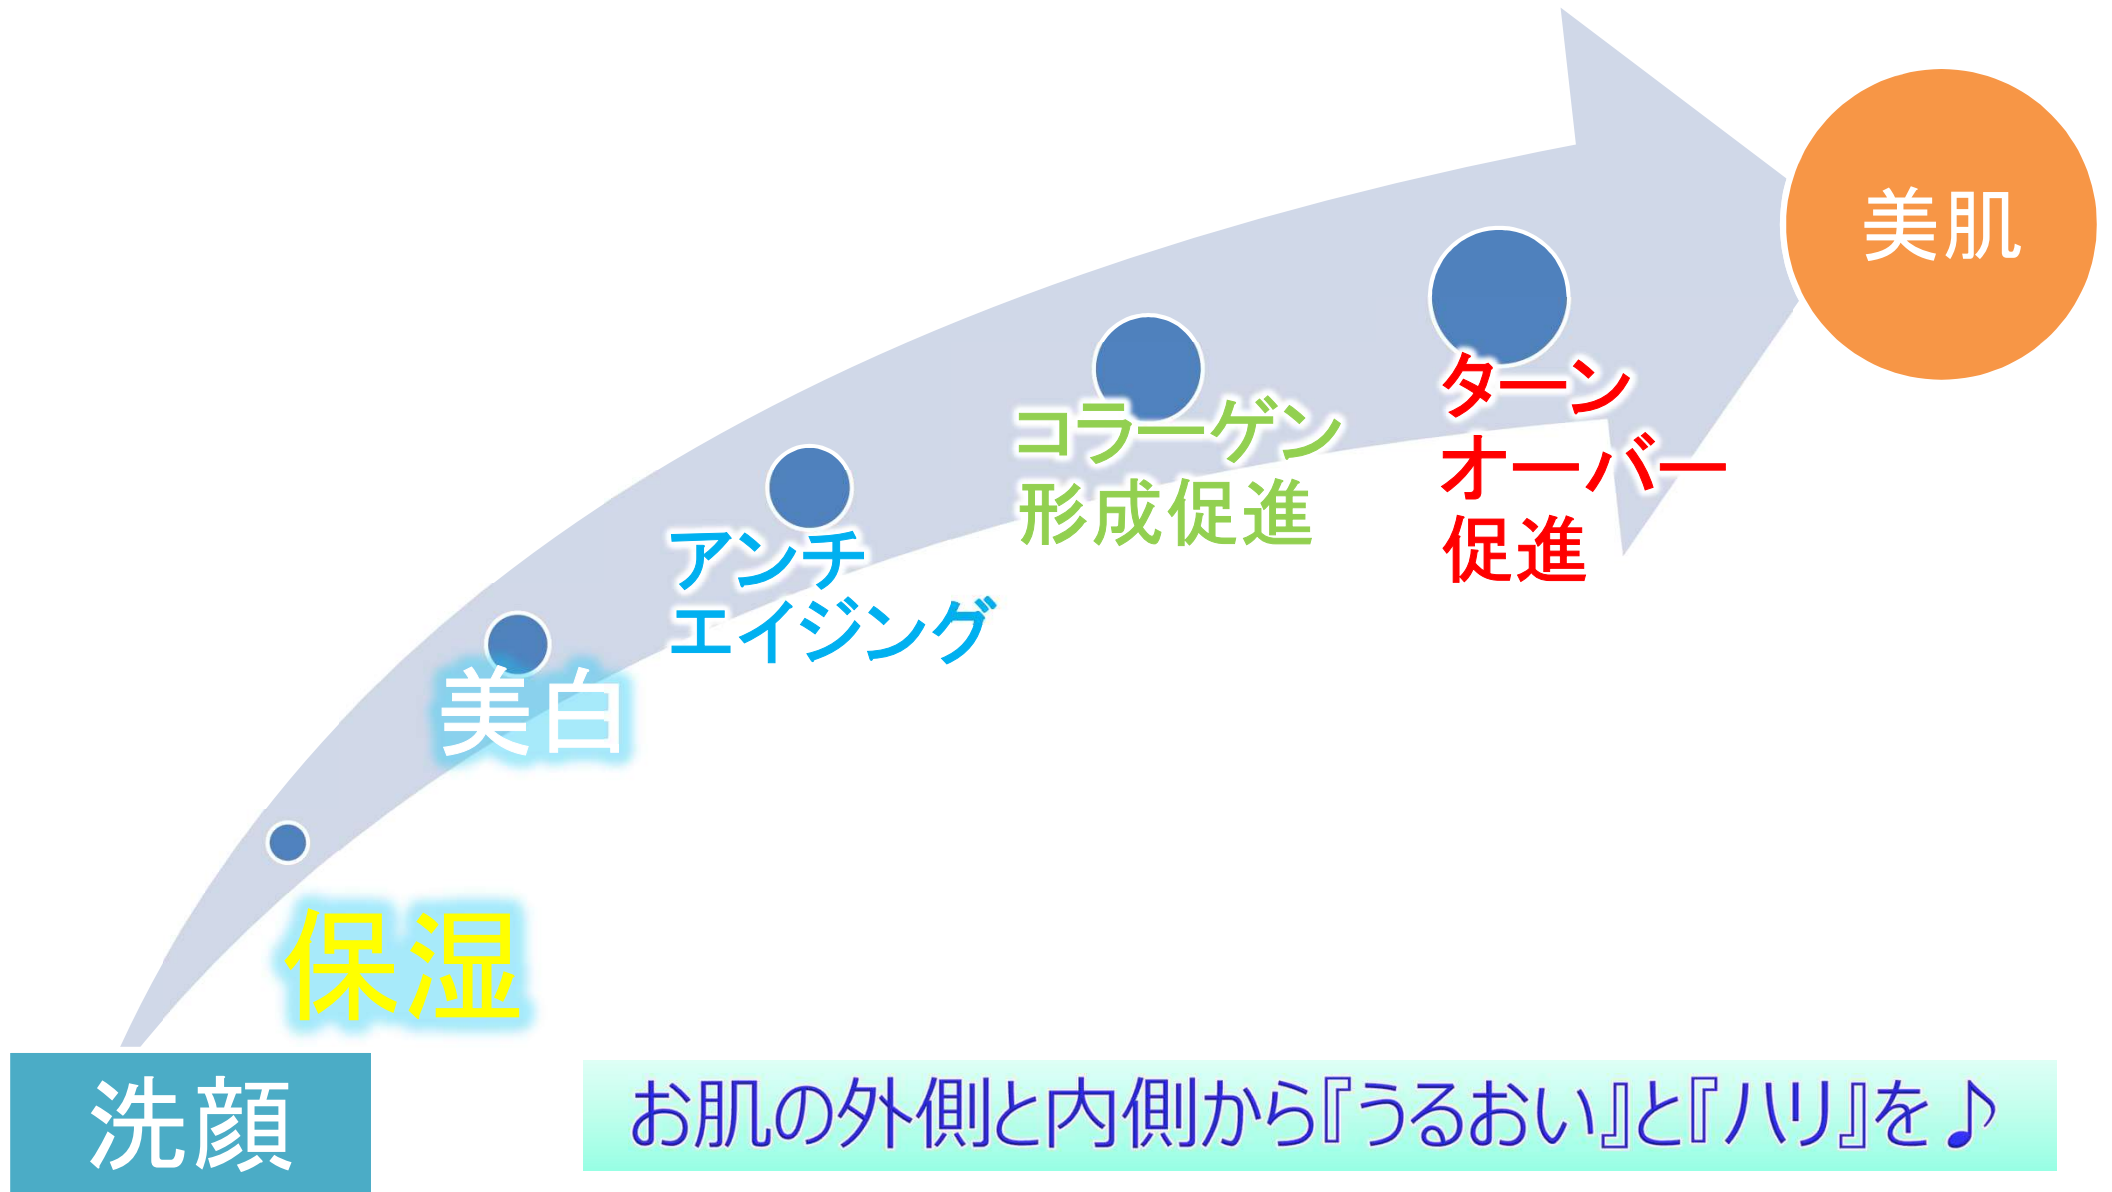 美肌
ターン
オーバー
促進
コラーゲン
形成促進
アンチ
エイジング
美白
保湿
洗顔
お肌の外側と内側から『うるおい』と『ハリ』を♪